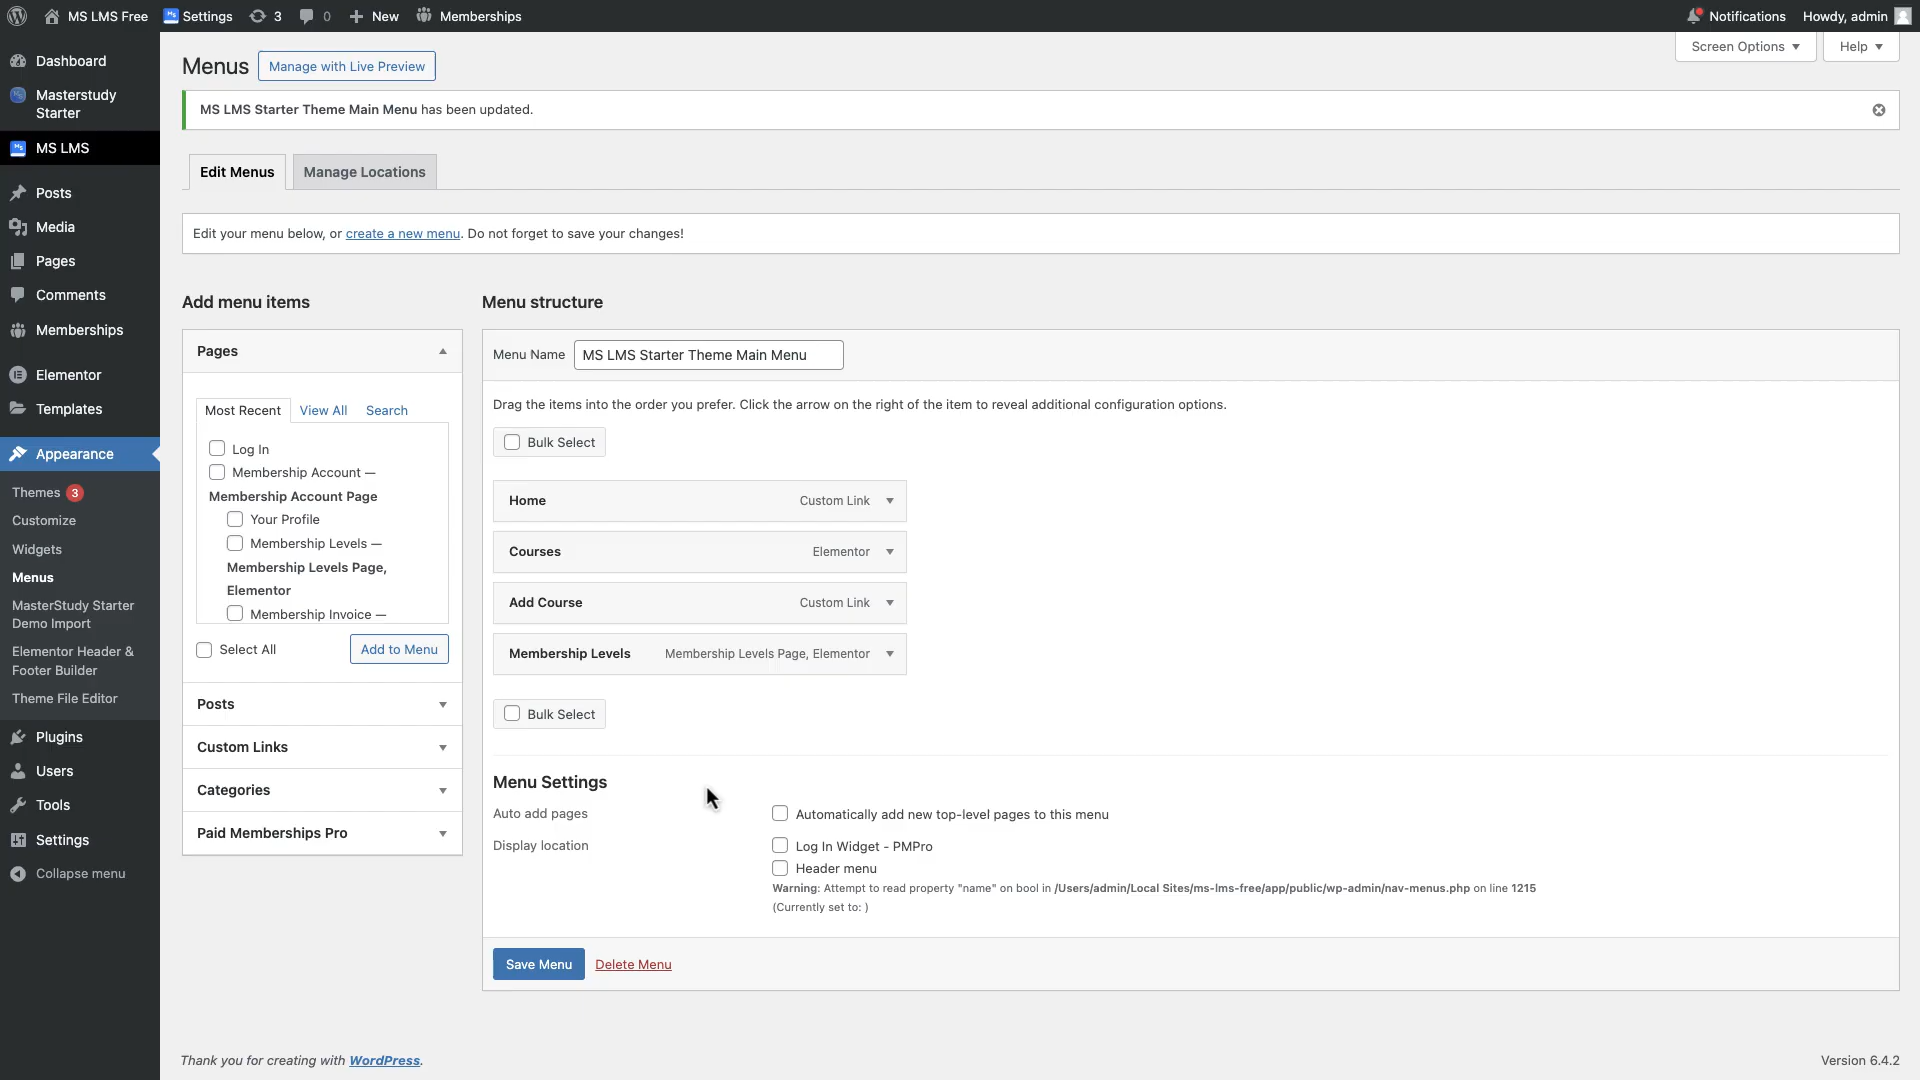 MS LMS Free
Settings
3
0
New
Memberships
Notifications
Howdy, admin
Dashboard
Masterstudy
Starter
MS LMS
Posts
Media
Pages
Comments
Memberships
Elementor
Templates
Appearance
Themes 3
Customize
Widgets
Menus
MasterStudy Starter
Demo Import
Elementor Header &
Footer Builder
Theme File Editor
Plugins
Users
Tools
Settings
Collapse menu
Screen Options
Help
Menus
Manage with Live Preview
MS LMS Starter Theme Main Menu has been updated.
Edit Menus
Manage Locations
Edit your menu below, or create a new menu. Do not forget to save your changes!
Add menu items
Pages
Most Recent
View All
Search
Log In
Membership Account —
Membership Account Page
Your Profile
Membership Levels —
Membership Levels Page,
Elementor
Membership Invoice —
Select All
Add to Menu
Posts
Custom Links
Categories
Paid Memberships Pro
Menu structure
Menu Name
MS LMS Starter Theme Main Menu
Drag the items into the order you prefer. Click the arrow on the right of the item to reveal additional configuration options.
Bulk Select
Home
Custom Link
Courses
Elementor
Add Course
Custom Link
Membership Levels
Membership Levels Page, Elementor
Bulk Select
Menu Settings
Auto add pages
Automatically add new top-level pages to this menu
Display location
Log In Widget - PMPro
Header menu
Warning: Attempt to read property "name" on bool in /Users/admin/Local Sites/ms-lms-free/app/public/wp-admin/nav-menus.php on line 1215
(Currently set to: )
Save Menu
Delete Menu
Thank you for creating with WordPress.
Version 6.4.2